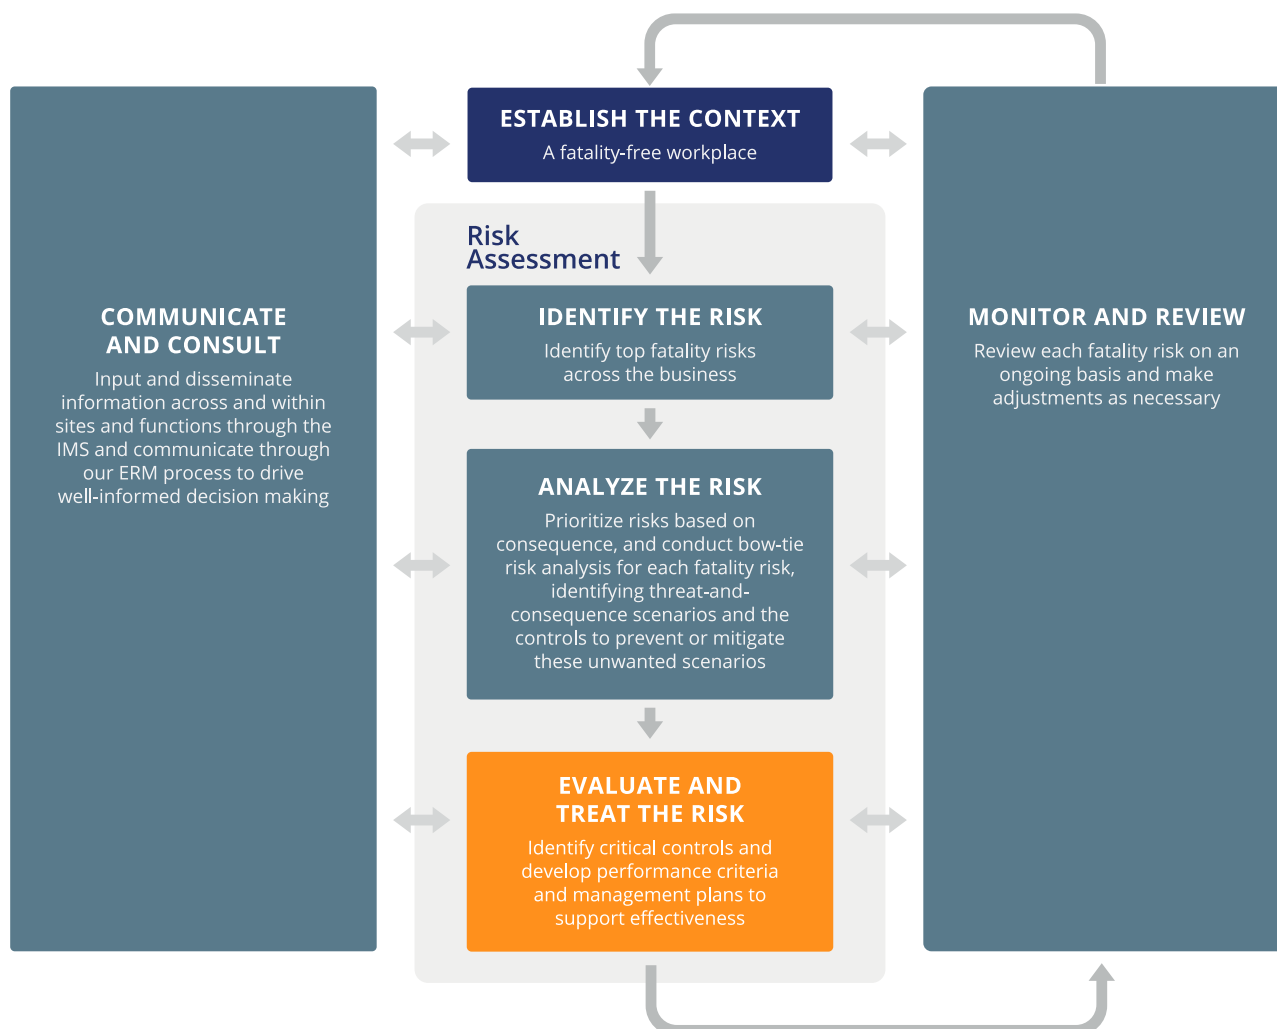 ESTABLISH THE CONTEXT
A fatality-free workplace
Risk
Assessment
COMMUNICATE
AND CONSULT
Input and disseminate
information across and within
sites and functions through the
IMS and communicate through
our ERM process to drive
well-informed decision making
IDENTIFY THE RISK
Identify top fatality risks
across the business
ANALYZE THE RISK
Prioritize risks based on
consequence, and conduct bow-tie
risk analysis for each fatality risk,
identifying threat-and-
consequence scenarios and the
controls to prevent or mitigate
these unwanted scenarios
EVALUATE AND
TREAT THE RISK
Identify critical controls and
develop performance criteria
and management plans to
support effectiveness
MONITOR AND REVIEW
Review each fatality risk on an
ongoing basis and make
adjustments as necessary